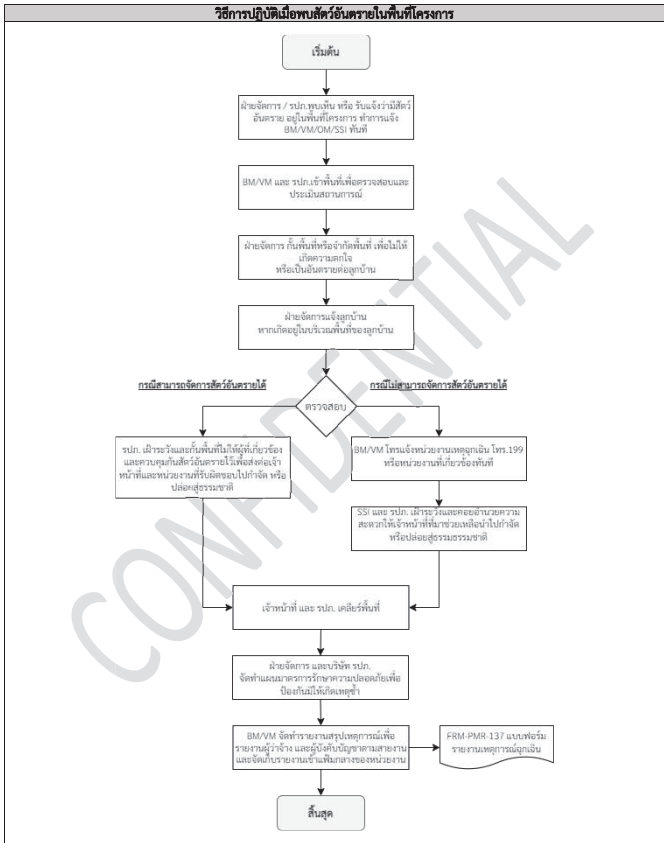 วิธีการปฏิบัติเมื่อพบสัตว์อันตรายในพื้นที่โครงการ
เริ่มต้น
ฝ่ายจัดการ / รปภ.พบเห็น หรือ รับแจ้งว่ามีสัตว์
อันตราย อยู่ในพื้นที่โครงการ ทำการแจ้ง
BM/VM/OM/SSI ทันที
BM/VM และ รปภ.เข้าพื้นที่เพื่อตรวจสอบและ
ประเมินสถานการณ์
ฝ่ายจัดการ กั้นพื้นที่หรือจำกัดพื้นที่ เพื่อไม่ให้
เกิดความตกใจ
หรือเป็นอันตรายต่อลูกบ้าน
ฝ่ายจัดการแจ้งลูกบ้าน
หากเกิดอยู่ในบริเวณพื้นที่ของลูกบ้าน
กรณีสามารถจัดการสัตว์อันตรายได้
กรณีไม่สามารถจัดการสัตว์อันตรายได้
ตรวจสอบ
รปภ. เฝ้าระวังและกั้นพื้นที่ไม่ให้ผู้ที่เกี่ยวข้อง
และควบคุมกันสัตว์อันตรายไว้เพื่อส่งต่อเจ้า
หน้าที่และหน่วยงานที่รับผิดชอบไปกำจัด หรือ
ปล่อยสู่ธรรมชาติ
BM/VM โทรแจ้งหน่วยงานเหตุฉุกเฉิน โทร.199
หรือหน่วยงานที่เกี่ยวข้องทันที
SSI และ รปภ. เฝ้าระวังและคอยอำนวยความ
สะดวกให้เจ้าหน้าที่ที่มาช่วยเหลือนำไปกำจัด
หรือปล่อยสู่ธรรมธรรมชาติ
เจ้าหน้าที่ และ รปภ. เคลียร์พื้นที่
ฝ่ายจัดการ และบริษัท รปภ.
จัดทำแผนมาตรการรักษาความปลอดภัยเพื่อ
ป้องกันมิให้เกิดเหตุซ้ำ
BM/VM จัดทำรายงานสรุปเหตุการณ์เพื่อ
รายงานผู้ว่าจ้าง และผู้บังคับบัญชาตามสายงาน
และจัดเก็บรายงานเข้าแฟ้มกลางของหน่วยงาน
FRM-PMR-137 แบบฟอร์ม
รายงานเหตุการณ์ฉุกเฉิน
สิ้นสุด
CONFIDENTIAL